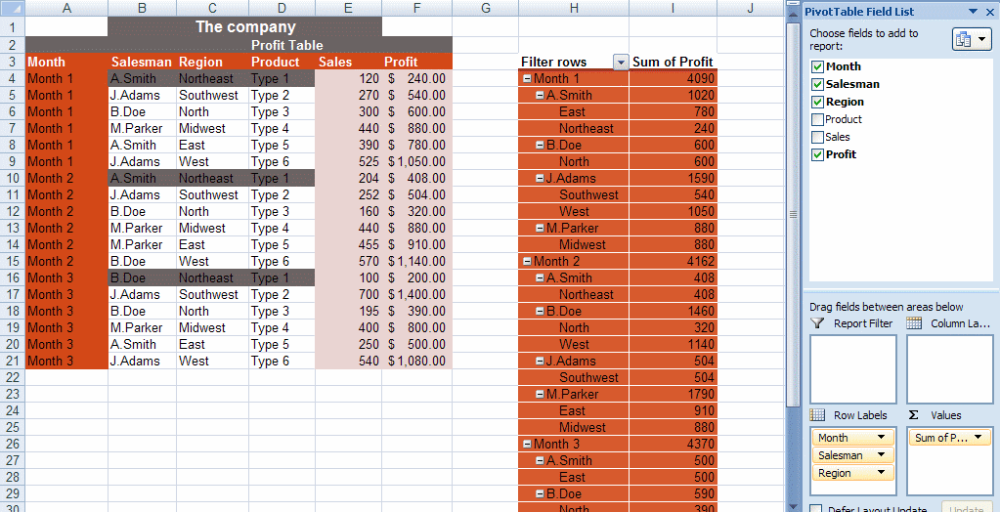 A B C D E F G H I J
1 The company
2 Profit Table
3 Month Salesman Region Product Sales Profit Filter rows Sum of Profit
4 Month 1 A.Smith Northeast Type 1 120 $ 240.00 Month 1 4090
5 Month 1 J.Adams Southwest Type 2 270 $ 540.00 A.Smith 1020
6 Month 1 B.Doe North Type 3 300 $ 600.00 East 780
7 Month 1 M.Parker Midwest Type 4 440 $ 880.00 Northeast 240
8 Month 1 A.Smith East Type 5 390 $ 780.00 B.Doe 600
9 Month 1 J.Adams West Type 6 525 $1,050.00 North 600
10 Month 2 A.Smith Northeast Type 1 204 $ 408.00 J.Adams 1590
11 Month 2 J.Adams Southwest Type 2 252 $ 504.00 Southwest 540
12 Month 2 B.Doe North Type 3 160 $ 320.00 West 1050
13 Month 2 M.Parker Midwest Type 4 440 $ 880.00 M.Parker 880
14 Month 2 M.Parker East Type 5 455 $ 910.00 Midwest 880
15 Month 2 B.Doe West Type 6 570 $1,140.00 Month 2 4162
16 Month 3 B.Doe Northeast Type 1 100 $ 200.00 A.Smith 408
17 Month 3 J.Adams Southwest Type 2 700 $1,400.00 Northeast 408
18 Month 3 B.Doe North Type 3 195 $ 390.00 B.Doe 1460
19 Month 3 M.Parker Midwest Type 4 400 $ 800.00 North 320
20 Month 3 A.Smith East Type 5 250 $ 500.00 West 1140
21 Month 3 J.Adams West Type 6 540 $1,080.00 J.Adams 504
22 Southwest 504
23 M.Parker 1790
24 East 910
25 Midwest 880
26 Month 3 4370
27 A.Smith 500
28 East 500
29 B.Doe 590
30 North 390
PivotTable Field List
Choose fields to add to
report:
Month
Salesman
Region
Product
Sales
Profit
Drag fields between areas below
Report Filter Column La...
Row Labels Σ Values
Month Sum of P...
Salesman
Region
Defer Layout Update Update